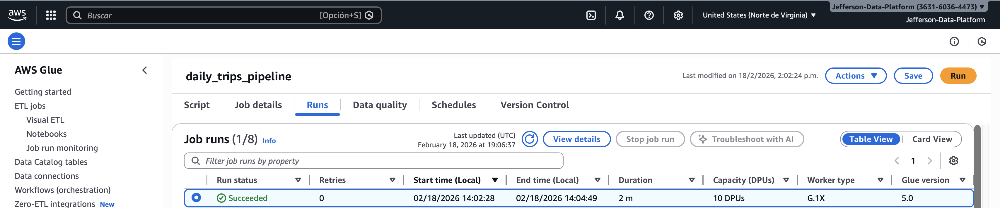 aws
Buscar [Opción+S]
United States (Norte de Virginia)
Jefferson-Data-Platform (3631-6036-4473)
Jefferson-Data-Platform
AWS Glue
Getting started
ETL jobs
Visual ETL
Notebooks
Job run monitoring
Data Catalog tables
Data connections
Workflows (orchestration)
Zero-ETL integrations New
daily_trips_pipeline
Last modified on 18/2/2026, 2:02:24 p.m.
Actions
Save
Run
Script Job details Runs Data quality Schedules Version Control
Job runs (1/8) Info
Last updated (UTC)
February 18, 2026 at 19:06:37
View details
Stop job run
Troubleshoot with AI
Table View Card View
Filter job runs by property
1
Run status Retries Start time (Local) End time (Local) Duration Capacity (DPUs) Worker type Glue version
Succeeded 0 02/18/2026 14:02:28 02/18/2026 14:04:49 2 m 10 DPUs G.1X 5.0